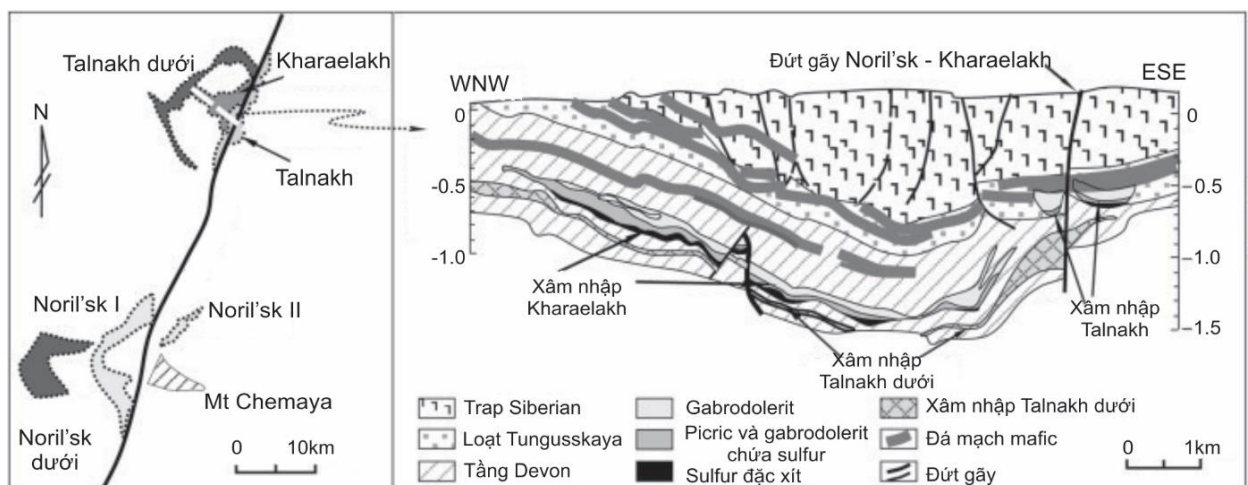 Talnakh dưới
Kharaelakh
N
Talnakh
Noril'sk I
Noril'sk II
Mt Chemaya
Noril'sk
dưới
0 10km
Đứt gãy Noril'sk - Kharaelakh
WNW
ESE
0
-0.5
-1.0
0
-0.5
-1.0
-1.5
Xâm nhập
Kharaelakh
Xâm nhập
Talnakh
Xâm nhập
Talnakh dưới
Trap Siberian
Loạt Tungusskaya
Tầng Devon
Gabrodolerit
Picric và gabrodolerit
chứa sulfur
Sulfur đặc xít
Xâm nhập Talnakh dưới
Đá mạch mafic
Đứt gãy
0 1km